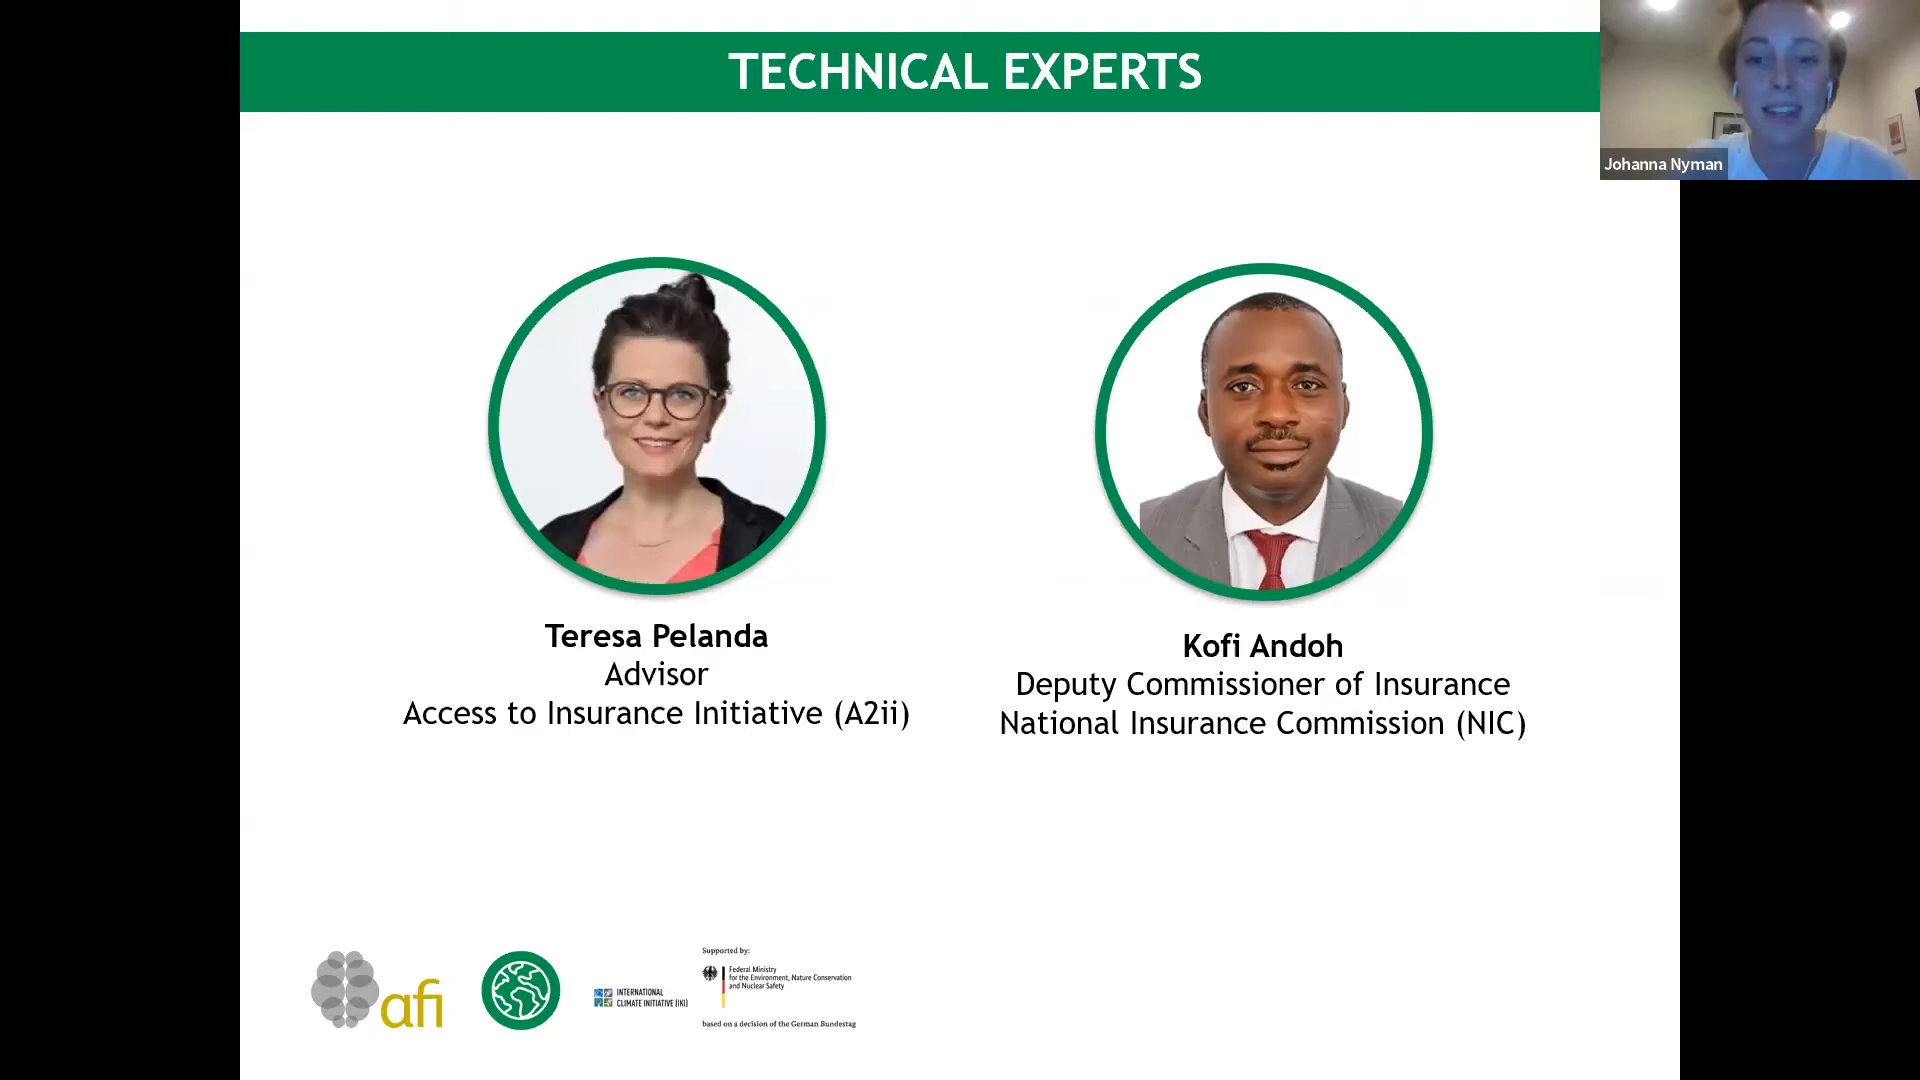 TECHNICAL EXPERTS
Johanna Nyman
Teresa Pelanda
Advisor
Access to Insurance Initiative (A2ii)
Kofi Andoh
Deputy Commissioner of Insurance
National Insurance Commission (NIC)
afi
INTERNATIONAL
CLIMATE INITIATIVE (IKI)
Supported by:
Federal Ministry
for the Environment, Nature Conservation
and Nuclear Safety
based on a decision of the German Bundestag